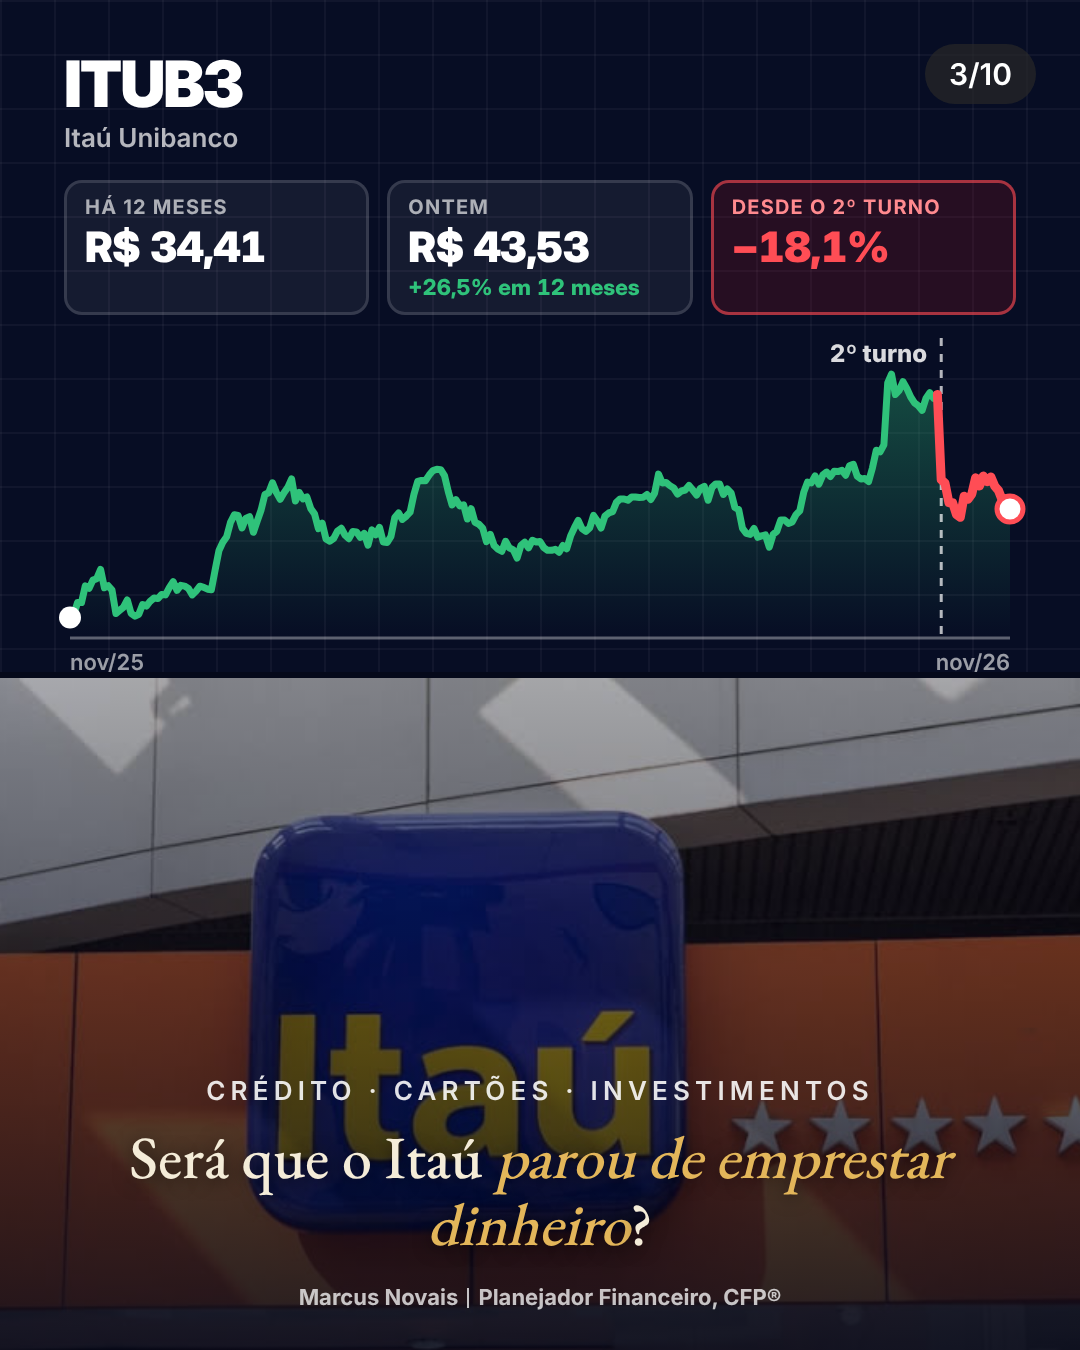 ITUB3
3/10
Itaú Unibanco
HÁ 12 MESES
R$ 34,41
ONTEM
R$ 43,53
+26,5% em 12 meses
DESDE O 2º TURNO
−18,1%
2º turno
nov/25
nov/26
Itaú
CRÉDITO · CARTÕES · INVESTIMENTOS
Será que o Itaú parou de emprestar
dinheiro?
Marcus Novais | Planejador Financeiro, CFP®